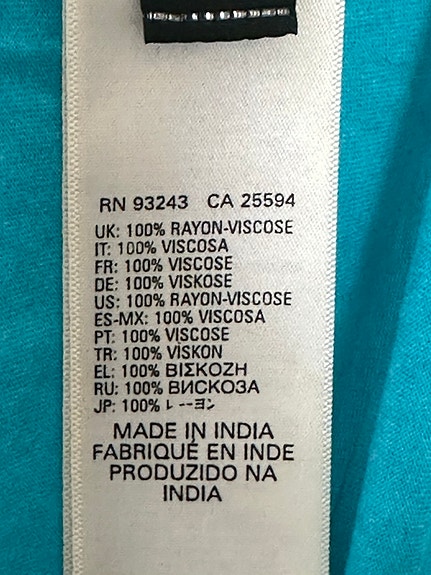 RN 93243 CA 25594
UK: 100% RAYON-VISCOSE
IT: 100% VISCOSA
FR: 100% VISCOSE
DE: 100% VISKOSE
US: 100% RAYON-VISCOSE
ES-MX: 100% VISCOSA
PT: 100% VISCOSE
TR: 100% VİSKON
EL: 100% ΒΙΣΚΟΖΗ
RU: 100% ВИСКОЗА
JP: 100% レーヨン
MADE IN INDIA
FABRIQUÉ EN INDE
PRODUZIDO NA
INDIA